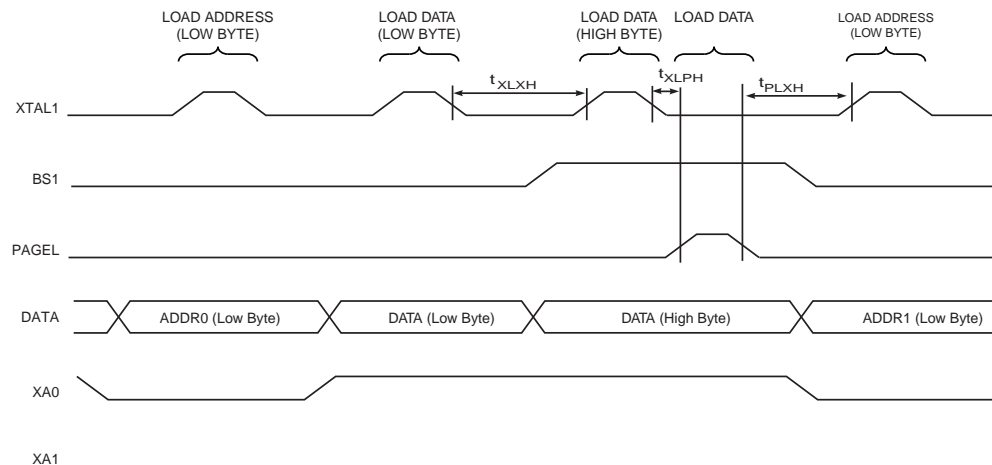 LOAD ADDRESS
(LOW BYTE)
LOAD DATA
(LOW BYTE)
LOAD DATA
(HIGH BYTE)
LOAD DATA
LOAD ADDRESS
(LOW BYTE)
tXLXH
tXLPH
tPLXH
XTAL1
BS1
PAGEL
DATA
ADDR0 (Low Byte)
DATA (Low Byte)
DATA (High Byte)
ADDR1 (Low Byte)
XA0
XA1